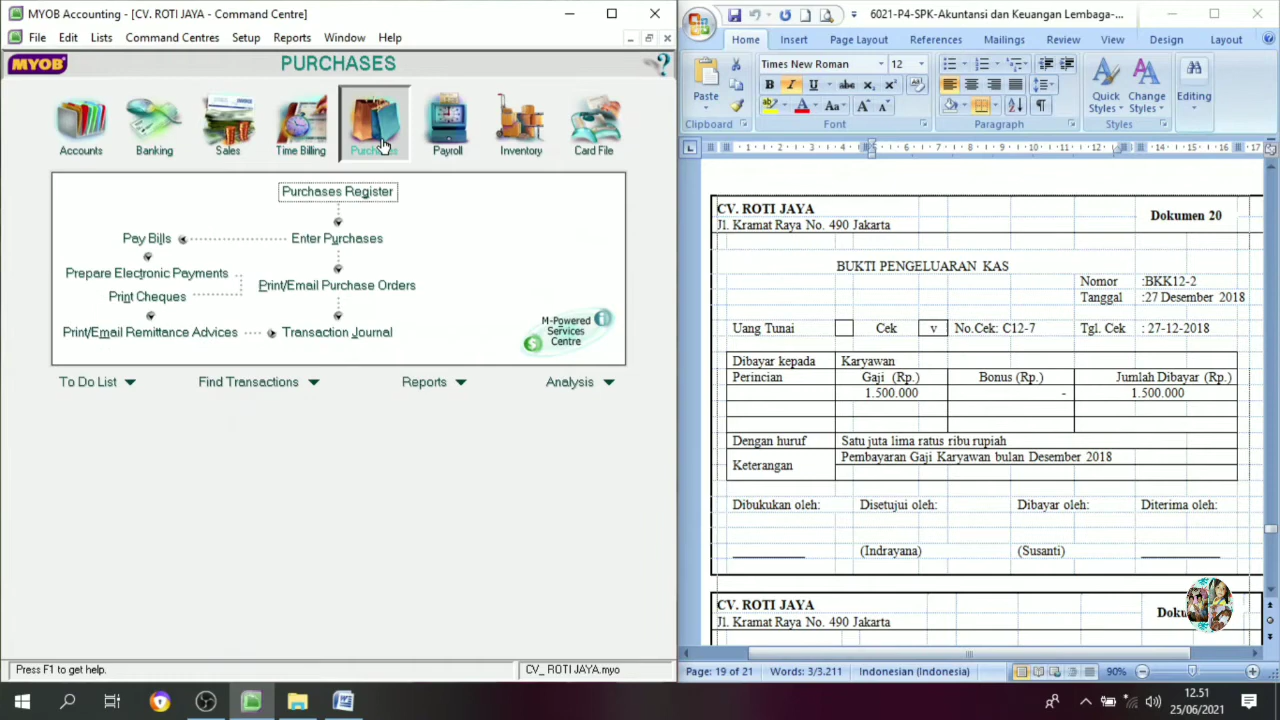 MYOB Accounting - [CV. ROTI JAYA - Command Centre]
File Edit Lists Command Centres Setup Reports Window Help
MYOB
PURCHASES
Accounts Banking Sales Time Billing Purchases Payroll Inventory Card File
Purchases Register
Pay Bills Enter Purchases
Prepare Electronic Payments
Print/Email Purchase Orders
Print Cheques
Print/Email Remittance Advices Transaction Journal
M-Powered
Services
Centre
To Do List Find Transactions Reports Analysis
Press F1 to get help.
CV_ ROTI JAYA.myo
6021-P4-SPK-Akuntansi dan Keuangan Lembaga-...
Home Insert Page Layout References Mailings Review View Design Layout
Times New Roman 12
Paste
Quick Styles
Change Styles
Editing
Clipboard Font Paragraph Styles
CV. ROTI JAYA
Dokumen 20
Jl. Kramat Raya No. 490 Jakarta
BUKTI PENGELUARAN KAS
Nomor :BKK12-2
Tanggal :27 Desember 2018
Uang Tunai Cek v No.Cek: C12-7 Tgl. Cek : 27-12-2018
Dibayar kepada Karyawan
Perincian Gaji (Rp.) Bonus (Rp.) Jumlah Dibayar (Rp.)
1.500.000 - 1.500.000
Dengan huruf Satu juta lima ratus ribu rupiah
Keterangan Pembayaran Gaji Karyawan bulan Desember 2018
Dibukukan oleh: Disetujui oleh: Dibayar oleh: Diterima oleh:
(Indrayana) (Susanti)
CV. ROTI JAYA
Jl. Kramat Raya No. 490 Jakarta
Page: 19 of 21 Words: 3/3.211 Indonesian (Indonesia) 90%
12.51
25/06/2021